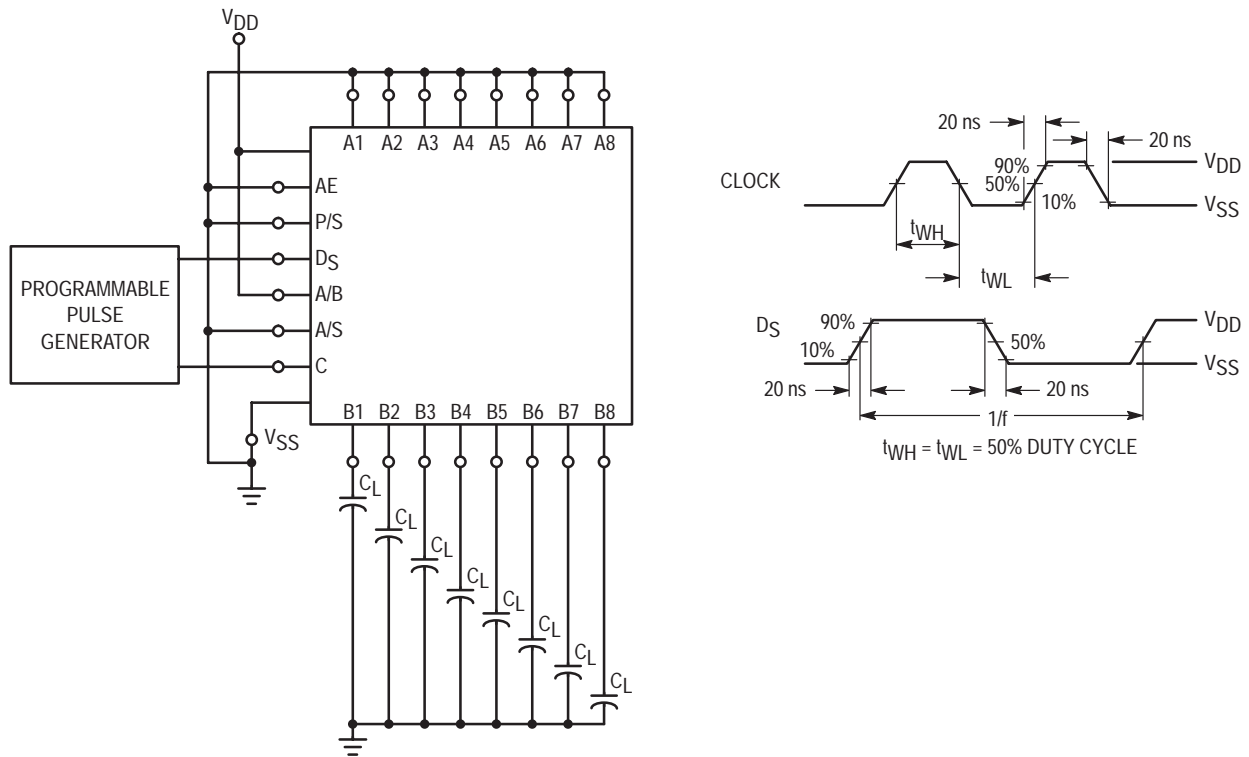 VDD
A1 A2 A3 A4 A5 A6 A7 A8
AE
P/S
DS
A/B
A/S
C
PROGRAMMABLE
PULSE
GENERATOR
B1 B2 B3 B4 B5 B6 B7 B8
VSS
CL
CL
CL
CL
CL
CL
CL
CL
20 ns
20 ns
CLOCK
90%
50%
10%
VDD
VSS
tWH
tWL
DS
90%
10%
50%
VDD
VSS
20 ns
20 ns
1/f
tWH = tWL = 50% DUTY CYCLE